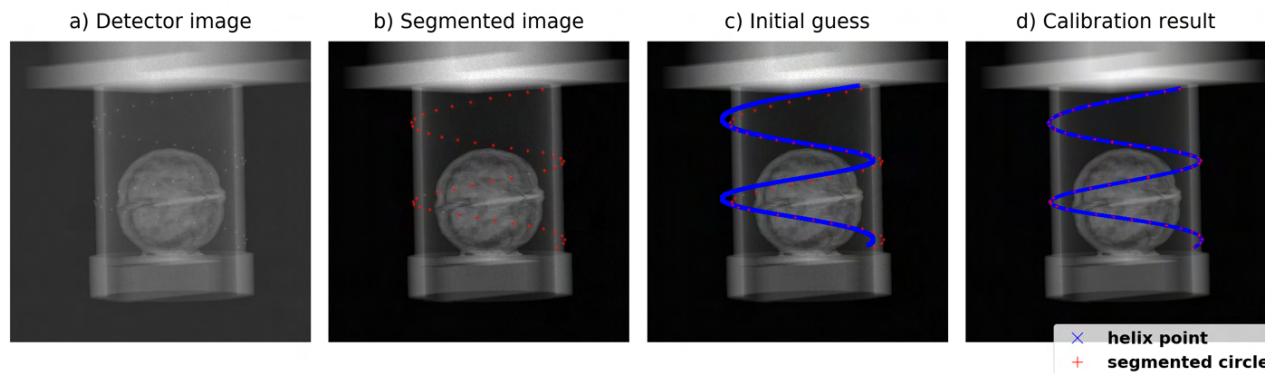 a) Detector image
b) Segmented image
c) Initial guess
d) Calibration result
helix point
segmented circle